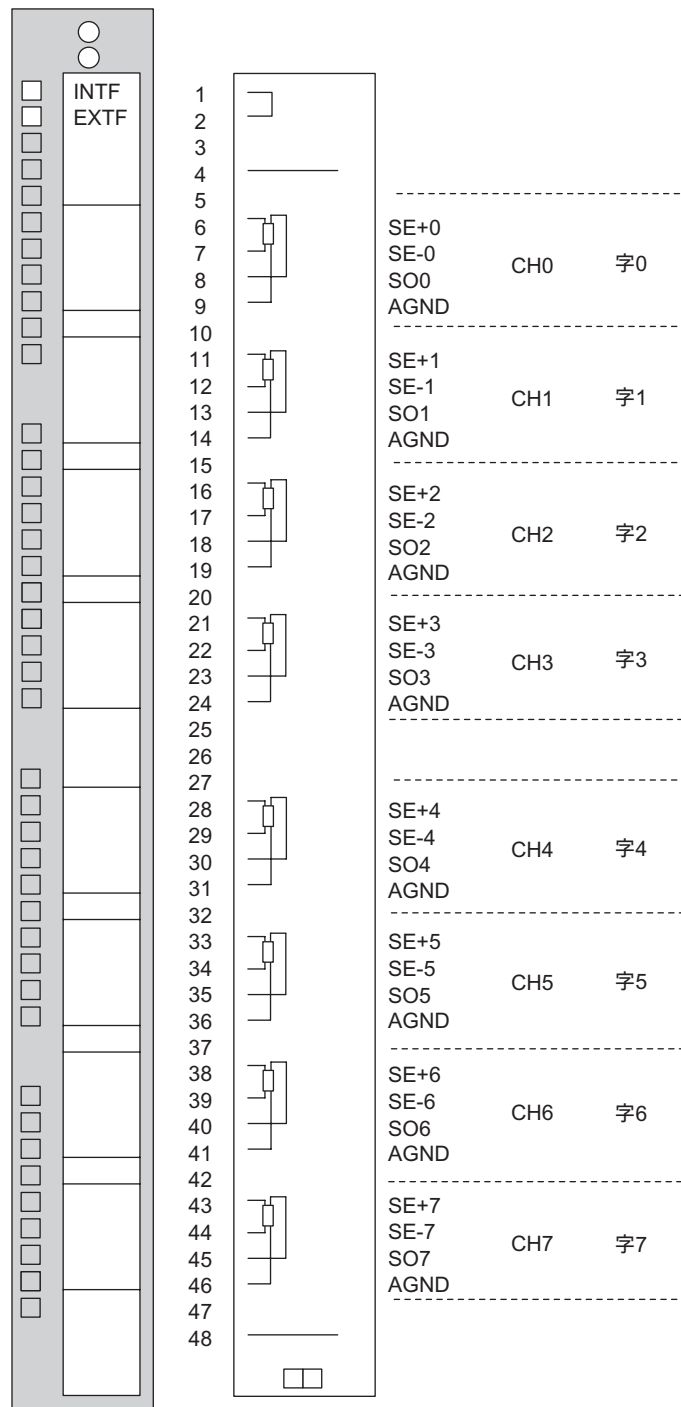 INTF
EXTF
1
2
3
4
5
6 SE+0
7 SE-0
8 SO0 CH0 字0
9 AGND
10
11 SE+1
12 SE-1
13 SO1 CH1 字1
14 AGND
15
16 SE+2
17 SE-2
18 SO2 CH2 字2
19 AGND
20
21 SE+3
22 SE-3
23 SO3 CH3 字3
24 AGND
25
26
27
28 SE+4
29 SE-4
30 SO4 CH4 字4
31 AGND
32
33 SE+5
34 SE-5
35 SO5 CH5 字5
36 AGND
37
38 SE+6
39 SE-6
40 SO6 CH6 字6
41 AGND
42
43 SE+7
44 SE-7
45 SO7 CH7 字7
46 AGND
47
48